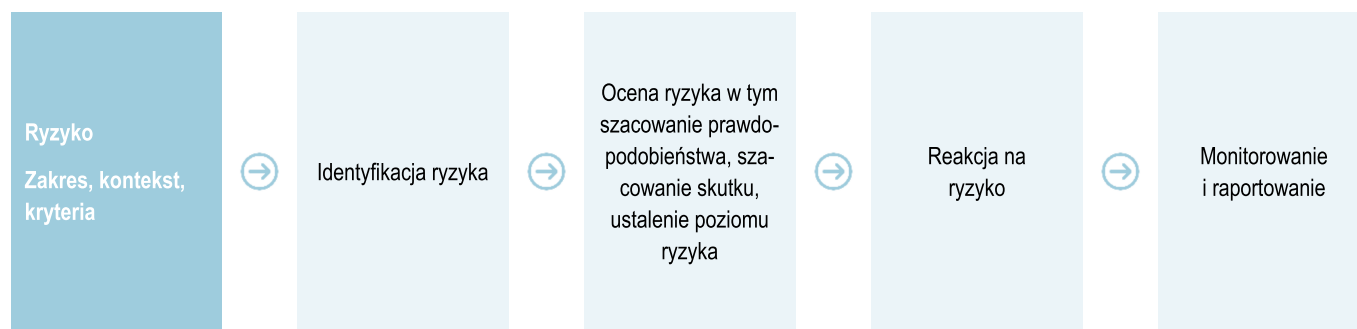 Ryzyko
Zakres, kontekst,
kryteria
Identyfikacja ryzyka
Ocena ryzyka w tym
szacowanie prawdo-
podobieństwa, sza-
cowanie skutku,
ustalenie poziomu
ryzyka
Reakcja na
ryzyko
Monitorowanie
i raportowanie